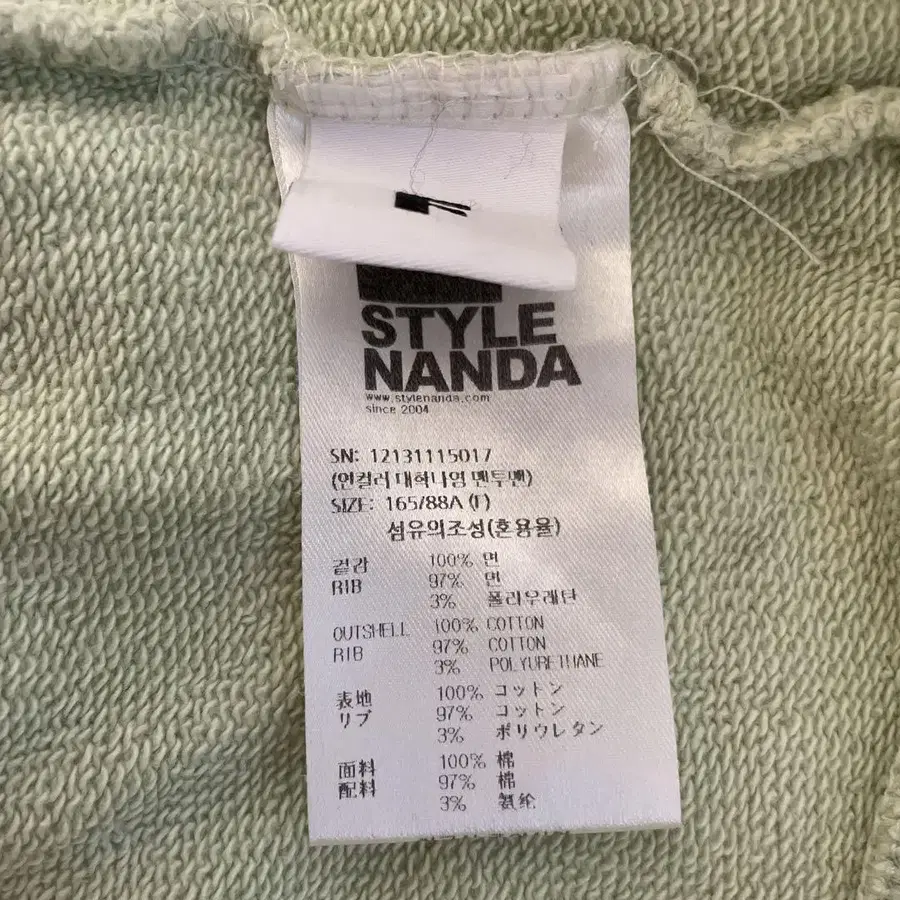 STYLE
NANDA
www.stylenanda.com
since 2004
SN: 12131115017
(언컬러 대학나염 맨투맨)
SIZE: 165/88A (F)
섬유의조성(혼용율)
겉감 100% 면
RIB 97% 면
3% 폴리우레탄
OUTSHELL 100% COTTON
RIB 97% COTTON
3% POLYURETHANE
表地 100% コットン
リブ 97% コットン
3% ポリウレタン
面料 100% 棉
配料 97% 棉
3% 氨纶